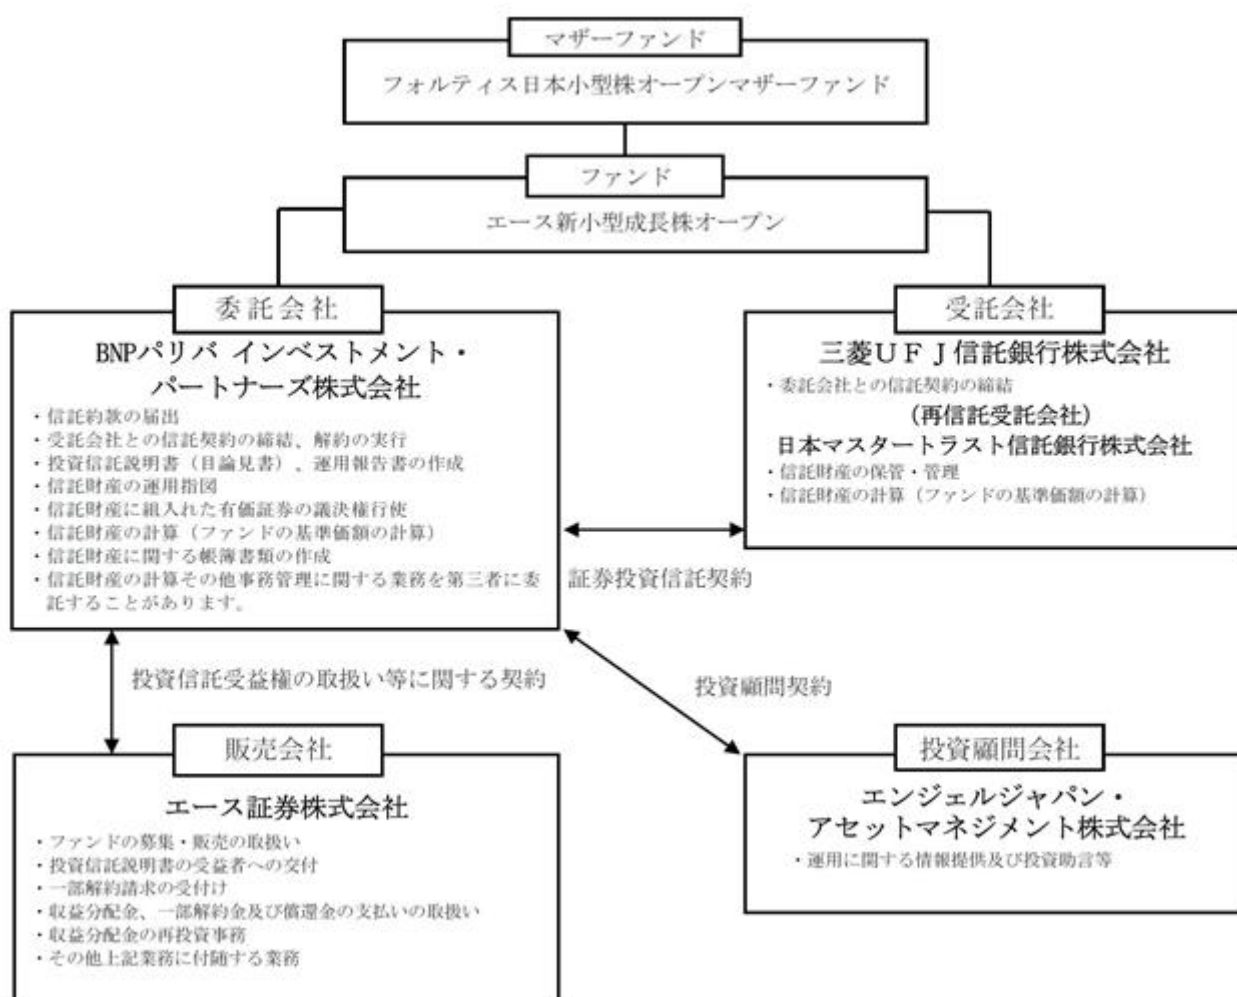 マザーファンド
フォルティス日本小型株オープンマザーファンド
ファンド
エース新小型成長株オープン
委託会社
BNPパリバ インベストメント・
パートナーズ株式会社
・信託約款の届出
・受託会社との信託契約の締結、解約の実行
・投資信託説明書（目論見書）、運用報告書の作成
・信託財産の運用指図
・信託財産に組入れた有価証券の議決権行使
・信託財産の計算（ファンドの基準価額の計算）
・信託財産に関する帳簿書類の作成
・信託財産の計算その他事務管理に関する業務を第三者に委
託することがあります。
受託会社
三菱ＵＦＪ信託銀行株式会社
・委託会社との信託契約の締結
（再信託受託会社）
日本マスタートラスト信託銀行株式会社
・信託財産の保管・管理
・信託財産の計算（ファンドの基準価額の計算）
証券投資信託契約
投資信託受益権の取扱い等に関する契約
投資顧問契約
販売会社
エース証券株式会社
・ファンドの募集・販売の取扱い
・投資信託説明書の受益者への交付
・一部解約請求の受付け
・収益分配金、一部解約金及び償還金の支払いの取扱い
・収益分配金の再投資事務
・その他上記業務に付随する業務
投資顧問会社
エンジェルジャパン・
アセットマネジメント株式会社
・運用に関する情報提供及び投資助言等